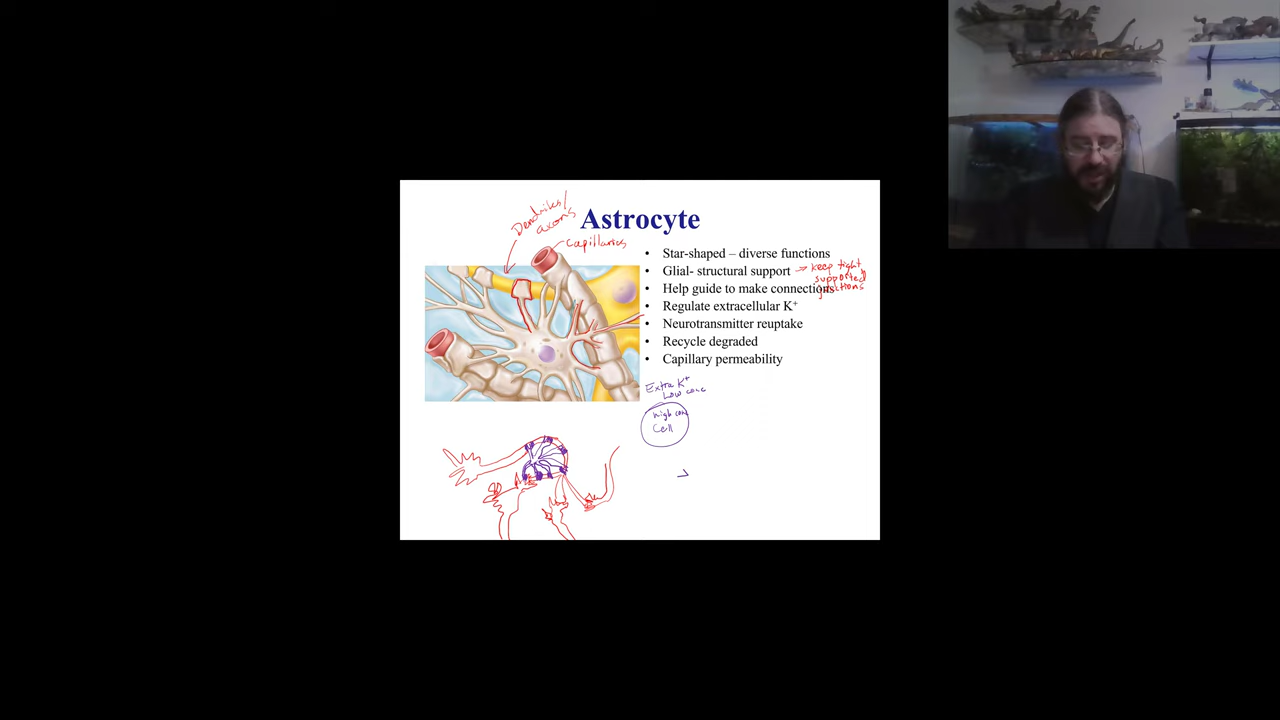 Dendrites/
axons
Astrocyte
Capillaries
Star-shaped – diverse functions
Glial- structural support → keep tight
supported
junctions
Help guide to make connections
Regulate extracellular K⁺
Neurotransmitter reuptake
Recycle degraded
Capillary permeability
Extra K⁺
Low conc
high con
Cell